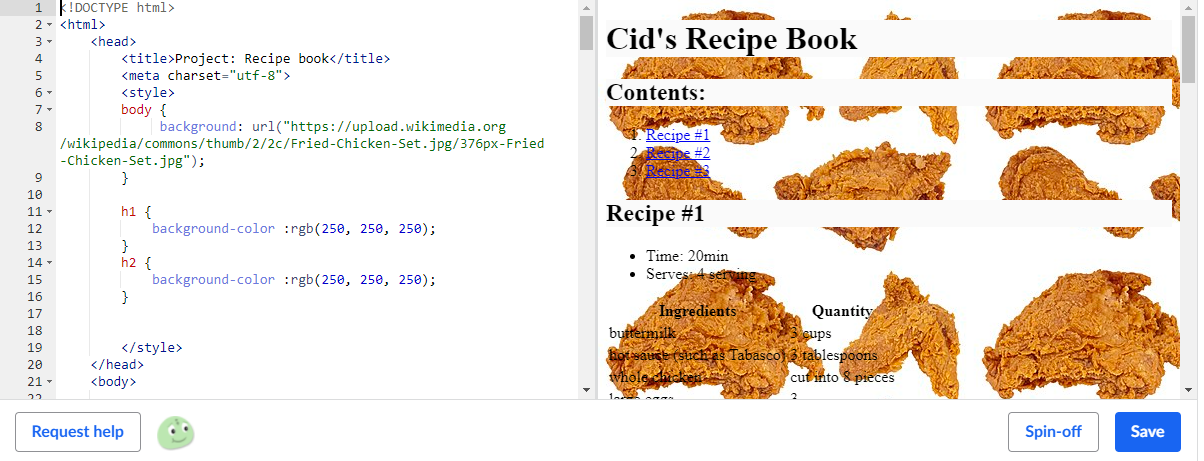 1 <!DOCTYPE html>
2 <html>
3 <head>
4 <title>Project: Recipe book</title>
5 <meta charset="utf-8">
6 <style>
7 body {
8 background: url("https://upload.wikimedia.org
/wikipedia/commons/thumb/2/2c/Fried-Chicken-Set.jpg/376px-Fried
-Chicken-Set.jpg");
9 }
10
11 h1 {
12 background-color :rgb(250, 250, 250);
13 }
14 h2 {
15 background-color :rgb(250, 250, 250);
16 }
17
18
19 </style>
20 </head>
21 <body>
22
Cid's Recipe Book
Contents:
1. Recipe #1
2. Recipe #2
3. Recipe #3
Recipe #1
• Time: 20min
• Serves: 4 serving
Ingredients Quantity
buttermilk 3 cups
hot sauce (such as Tabasco) 3 tablespoons
whole chicken cut into 8 pieces
large eggs 3
Request help
Spin-off
Save